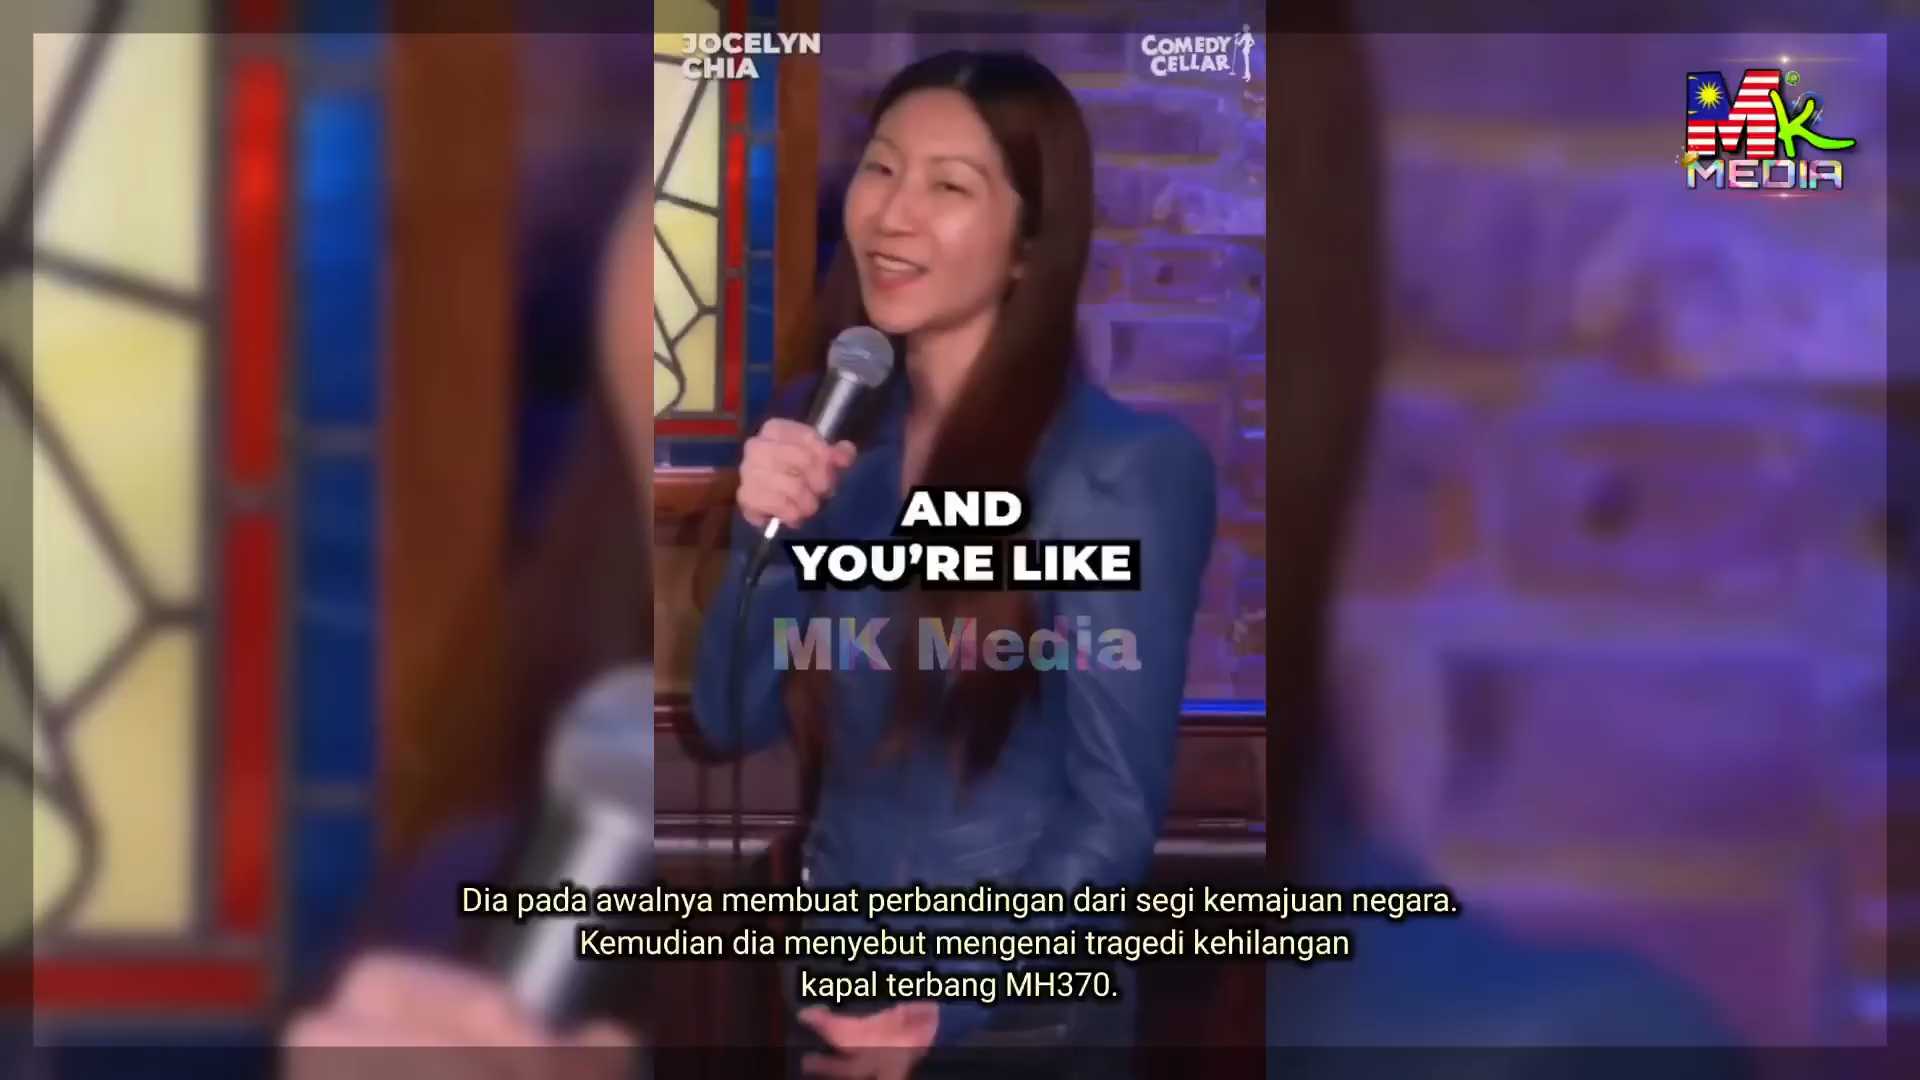 JOCELYN
CHIA
COMEDY
CELLAR
MK
MEDIA
AND
YOU'RE LIKE
MK Media
Dia pada awalnya membuat perbandingan dari segi kemajuan negara.
Kemudian dia menyebut mengenai tragedi kehilangan
kapal terbang MH370.